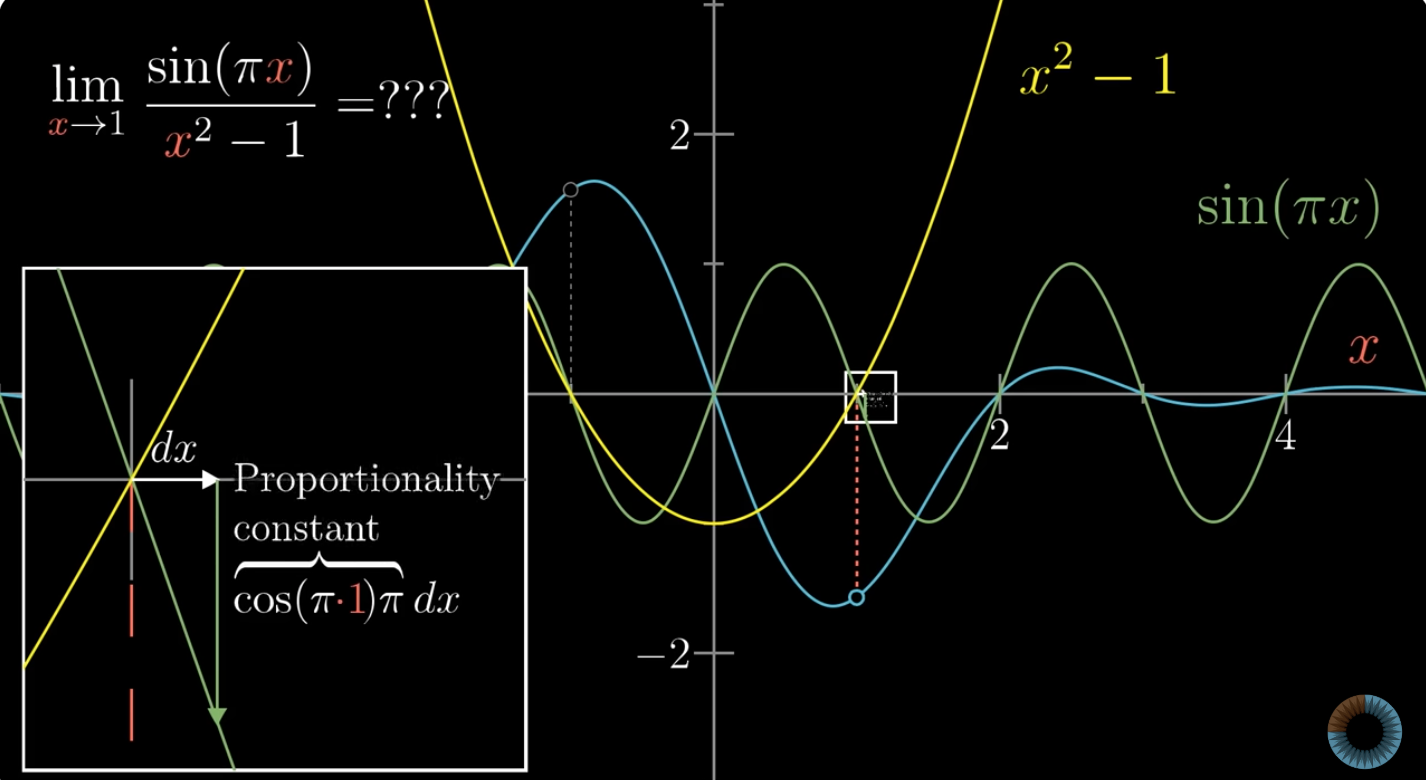 lim x→1 sin(πx) / x² − 1 =???
x² − 1
2
sin(πx)
x
2
4
−2
dx
Proportionality
constant
cos(π·1)π dx